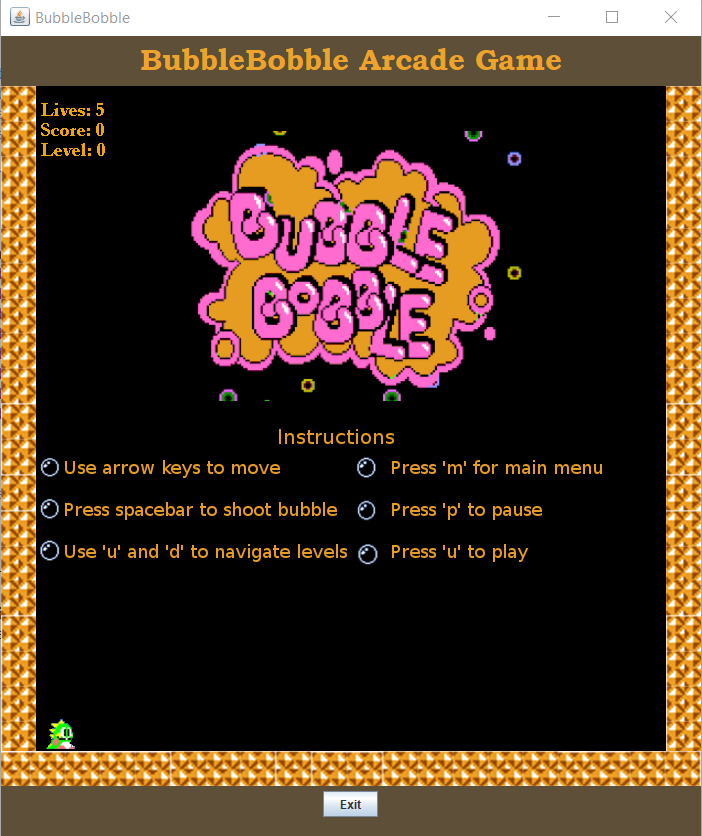 BubbleBobble
BubbleBobble Arcade Game
Lives: 5
Score: 0
Level: 0
BUBBLE
BOBBLE
Instructions
Use arrow keys to move
Press 'm' for main menu
Press spacebar to shoot bubble
Press 'p' to pause
Use 'u' and 'd' to navigate levels
Press 'u' to play
Exit